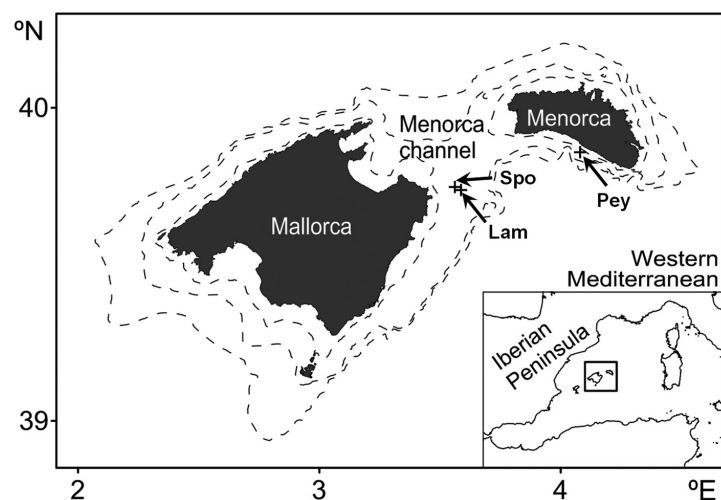 ºN
40
Menorca
Menorca
channel
Spo
Pey
Lam
Mallorca
Western
Mediterranean
Iberian
Peninsula
39
2
3
4
ºE